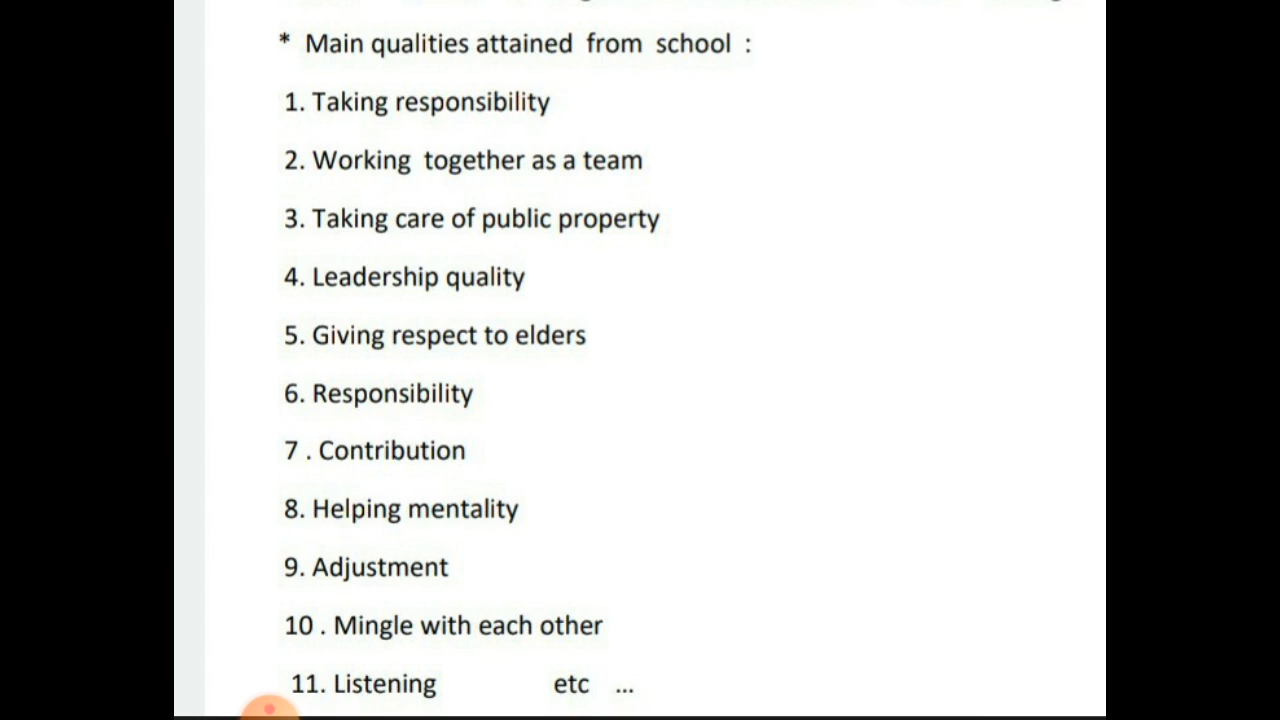 * Main qualities attained from school :
1. Taking responsibility
2. Working together as a team
3. Taking care of public property
4. Leadership quality
5. Giving respect to elders
6. Responsibility
7 . Contribution
8. Helping mentality
9. Adjustment
10 . Mingle with each other
11. Listening etc ...